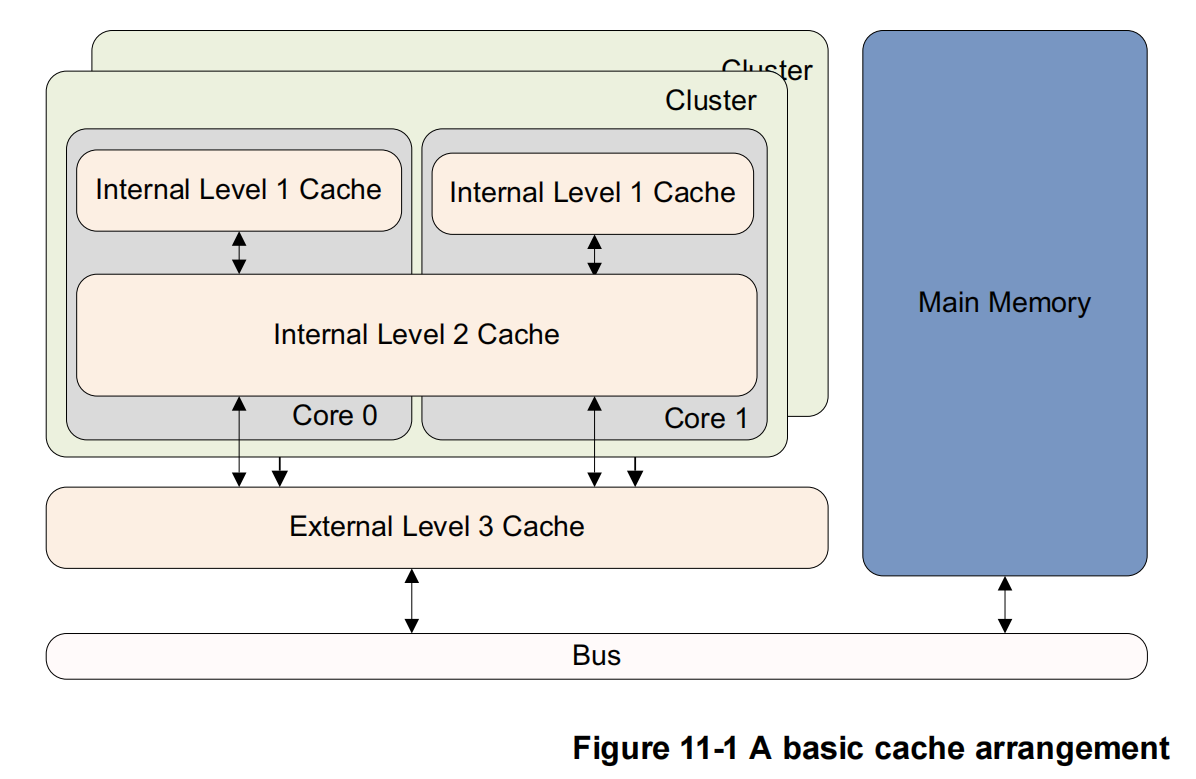 Cluster
Cluster
Internal Level 1 Cache
Internal Level 1 Cache
Internal Level 2 Cache
Core 0
Core 1
External Level 3 Cache
Main Memory
Bus
Figure 11-1 A basic cache arrangement